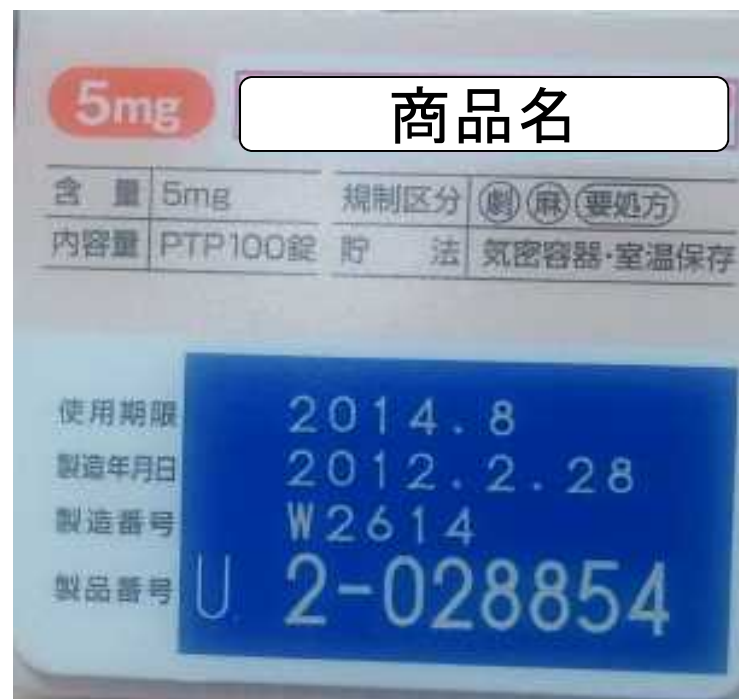 5mg 商品名
含量 5mg 規制区分 劇 麻 要処方
内容量 PTP100錠 貯法 気密容器・室温保存
使用期限 2014.8
製造年月日 2012.2.28
製造番号 W2614
製品番号 U 2-028854